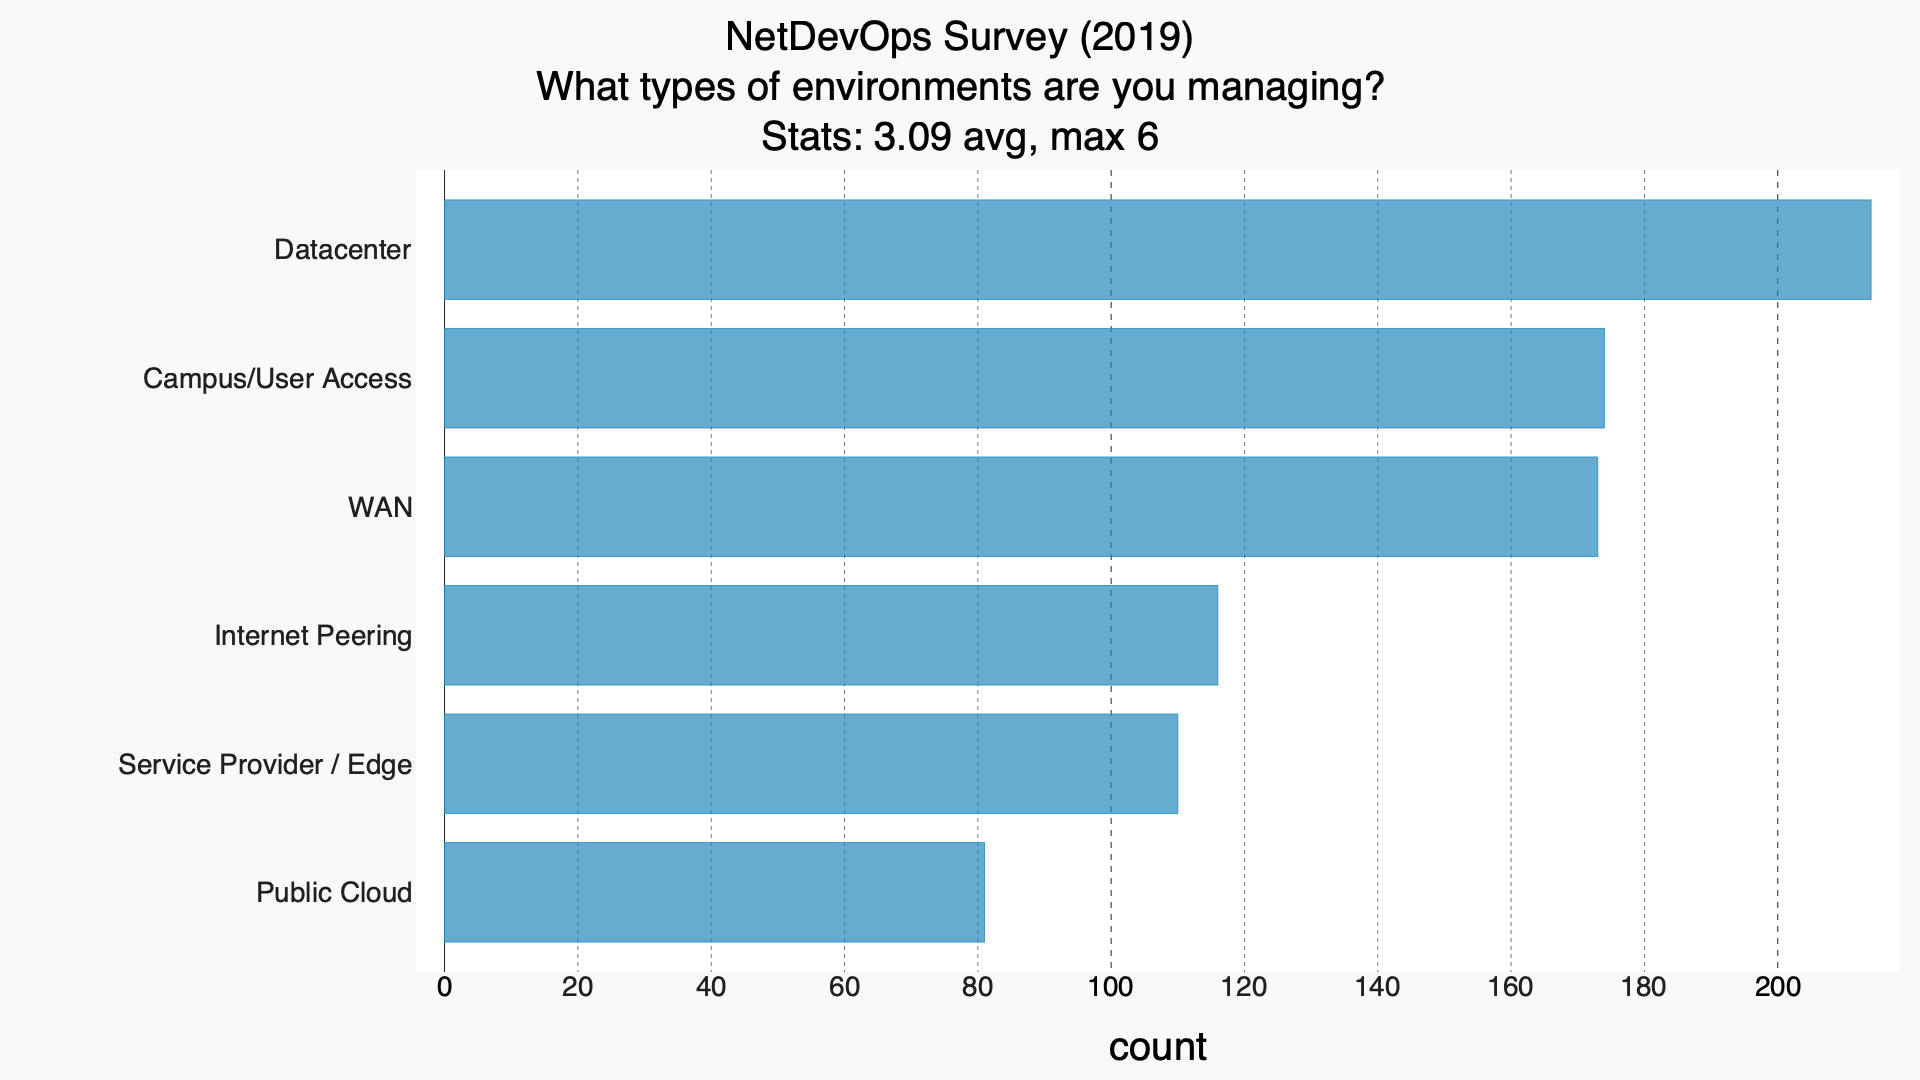 NetDevOps Survey (2019)
What types of environments are you managing?
Stats: 3.09 avg, max 6
Datacenter
Campus/User Access
WAN
Internet Peering
Service Provider / Edge
Public Cloud
0 20 40 60 80 100 120 140 160 180 200
count